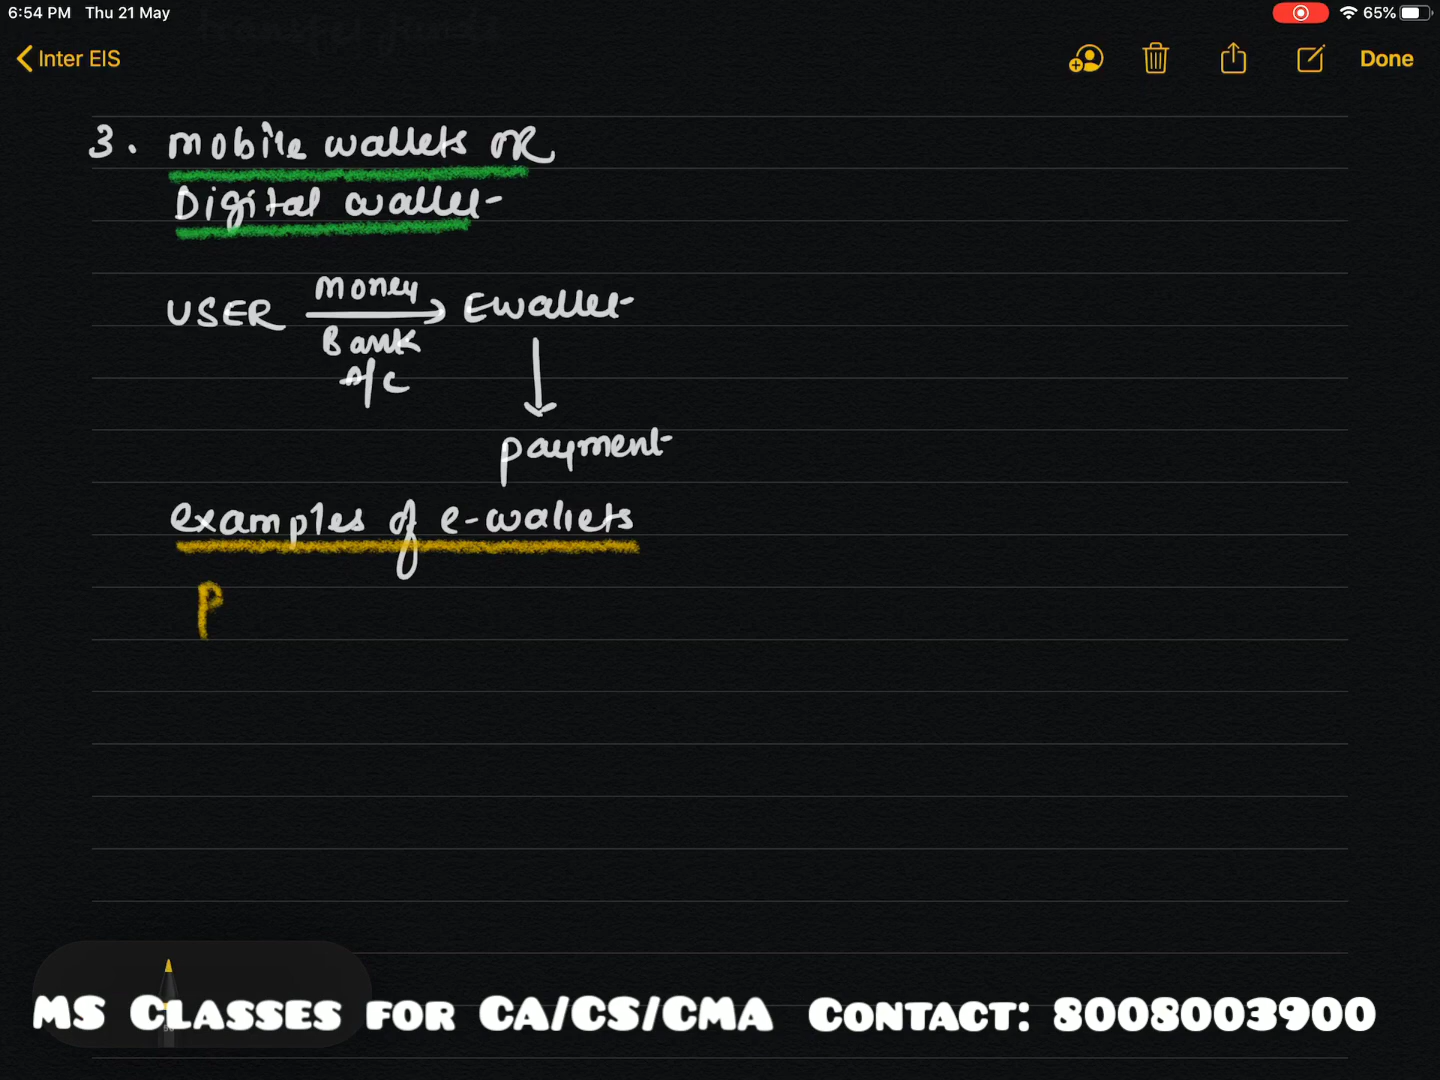 6:54 PM Thu 21 May
65%
Inter EIS
Done
3. mobile wallets OR
Digital wallet
USER money Ewallet
Bank
A/C
payment
examples of e-wallets
P
MS Classes for CA/CS/CMA Contact: 8008003900